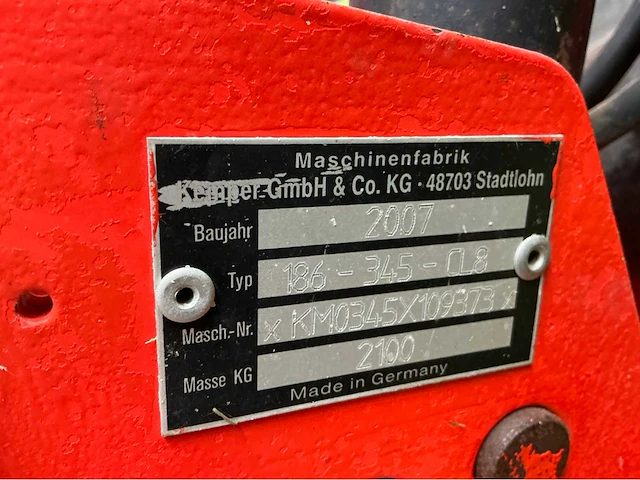 Maschinenfabrik
Kemper GmbH & Co. KG · 48703 Stadtlohn
Baujahr 2007
Typ 186 - 345 - CL8
Masch.-Nr. x KM0345X109373 x
Masse KG 2100
Made in Germany